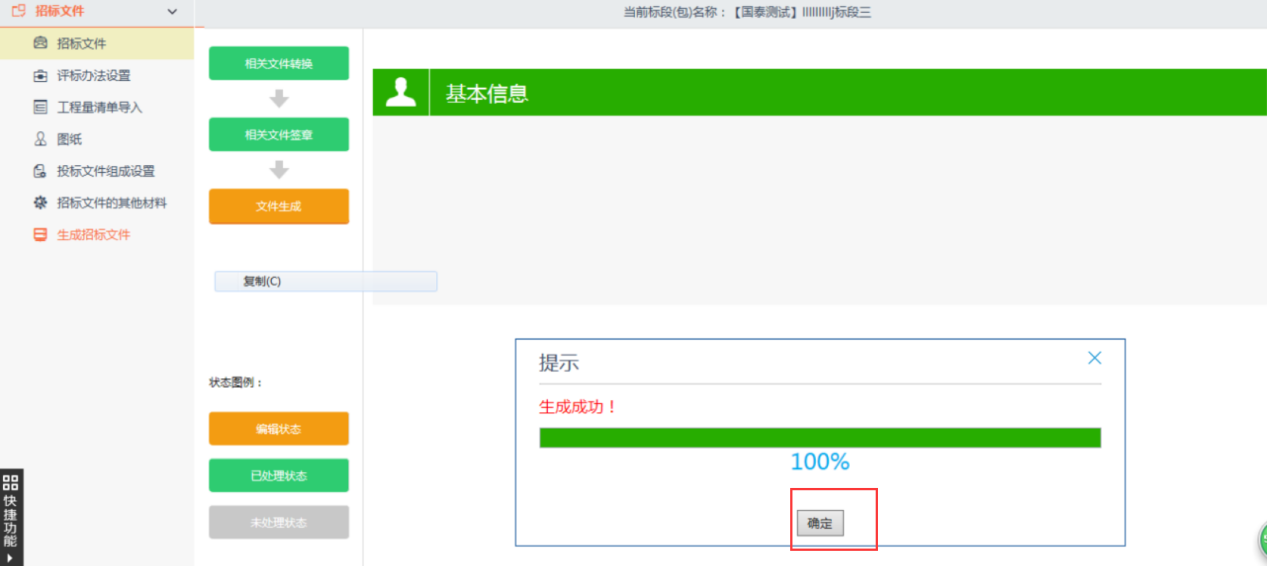 招标文件
当前标段(包)名称：【国泰测试】lllllllllj标段三
招标文件
评标办法设置
工程量清单导入
图纸
投标文件组成设置
招标文件的其他材料
生成招标文件
相关文件转换
相关文件签章
文件生成
复制(C)
状态图例：
编辑状态
已处理状态
未处理状态
基本信息
提示
生成成功！
100%
确定
快捷功能